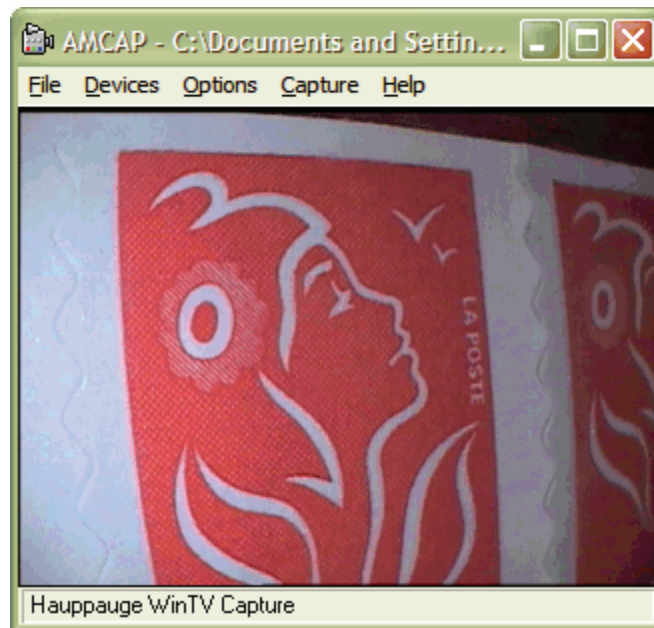 AMCAP - C:\Documents and Settin...
File Devices Options Capture Help
LA POSTE
Hauppauge WinTV Capture